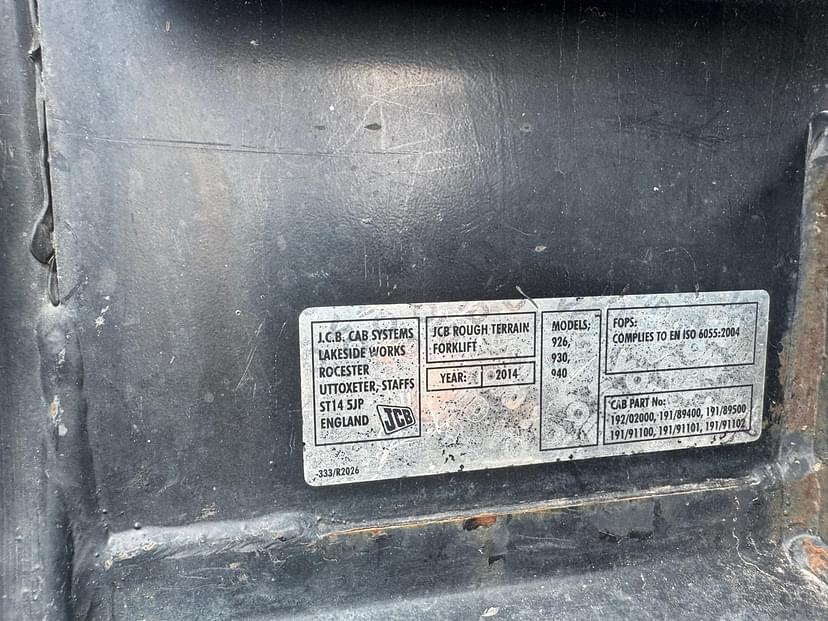 J.C.B. CAB SYSTEMS
LAKESIDE WORKS
ROCESTER
UTTOXETER, STAFFS
ST14 5JP
ENGLAND
JCB
-333/R2026
JCB ROUGH TERRAIN
FORKLIFT
YEAR: 2014
MODELS;
926,
930,
940
FOPS:
COMPLIES TO EN ISO 6055:2004
CAB PART No:
192/02000, 191/89400, 191/89500
191/91100, 191/91101, 191/91102